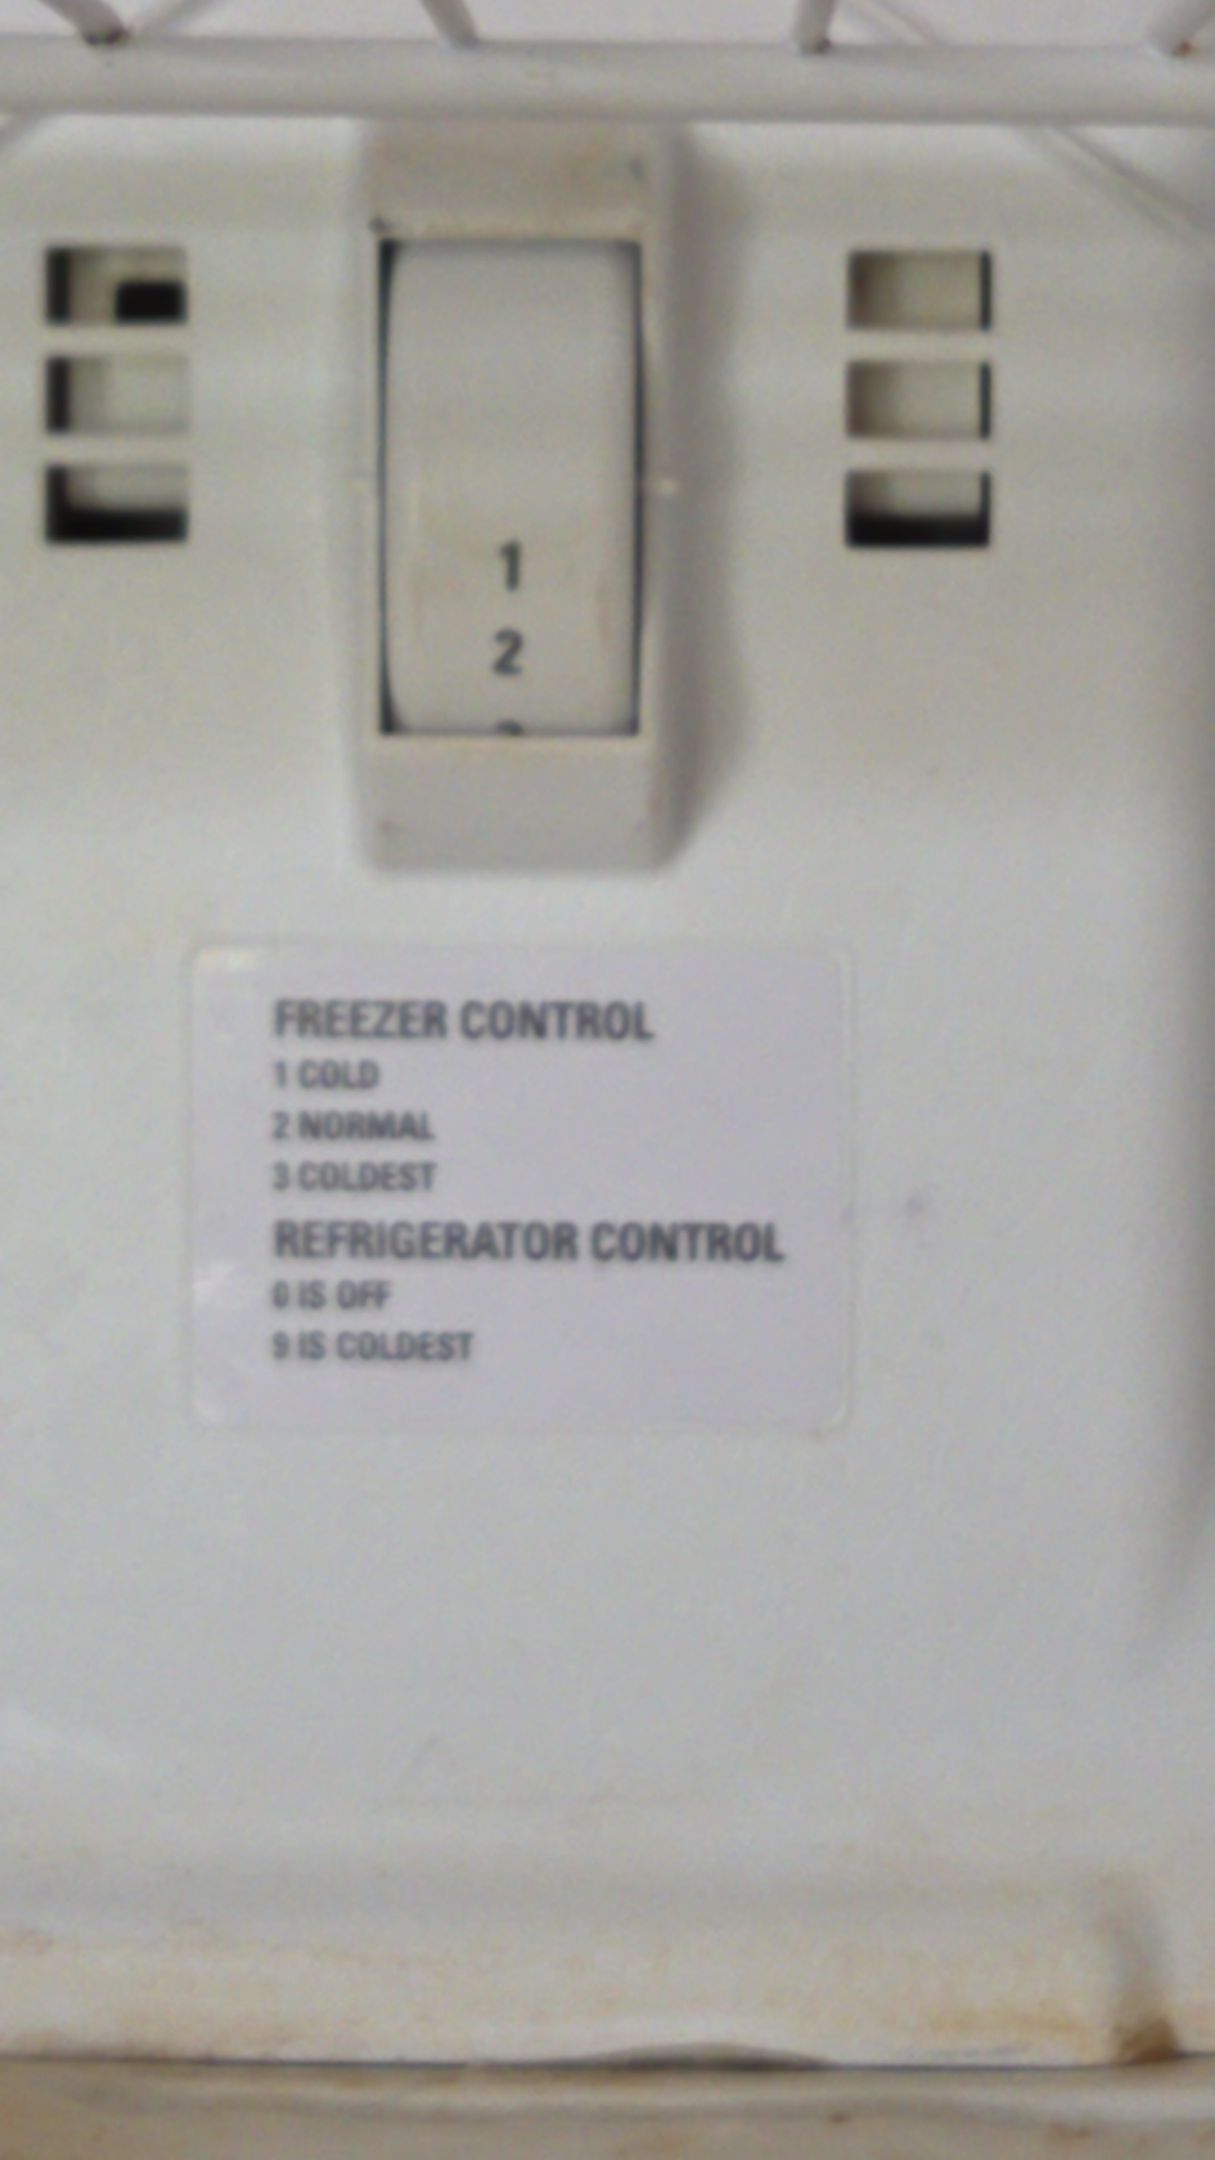 1
2
FREEZER CONTROL
1 COLD
2 NORMAL
3 COLDEST
REFRIGERATOR CONTROL
0 IS OFF
9 IS COLDEST